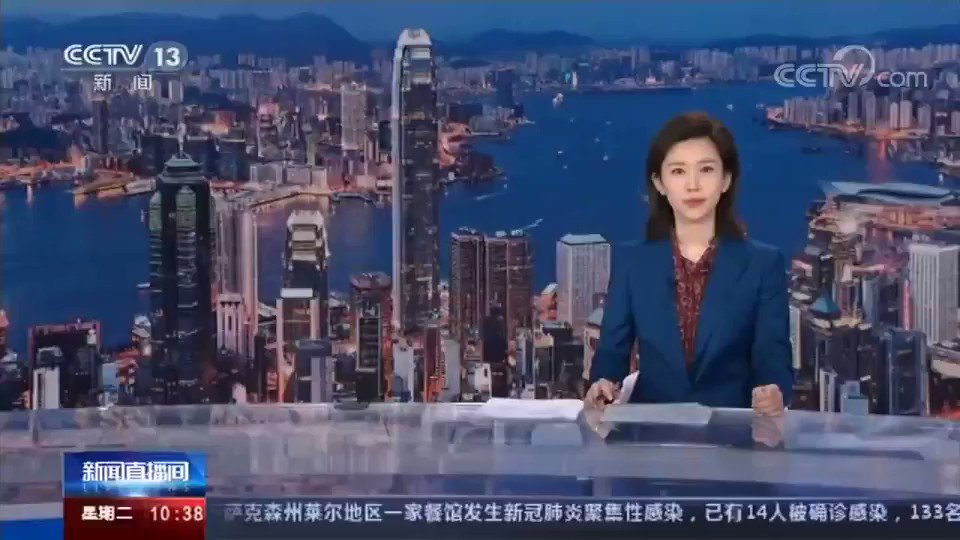 CCTV 13
新闻
CCTV.com
新闻直播间
星期二 10:38
萨克森州莱尔地区一家餐馆发生新冠肺炎聚集性感染，已有14人被确诊感染，133名